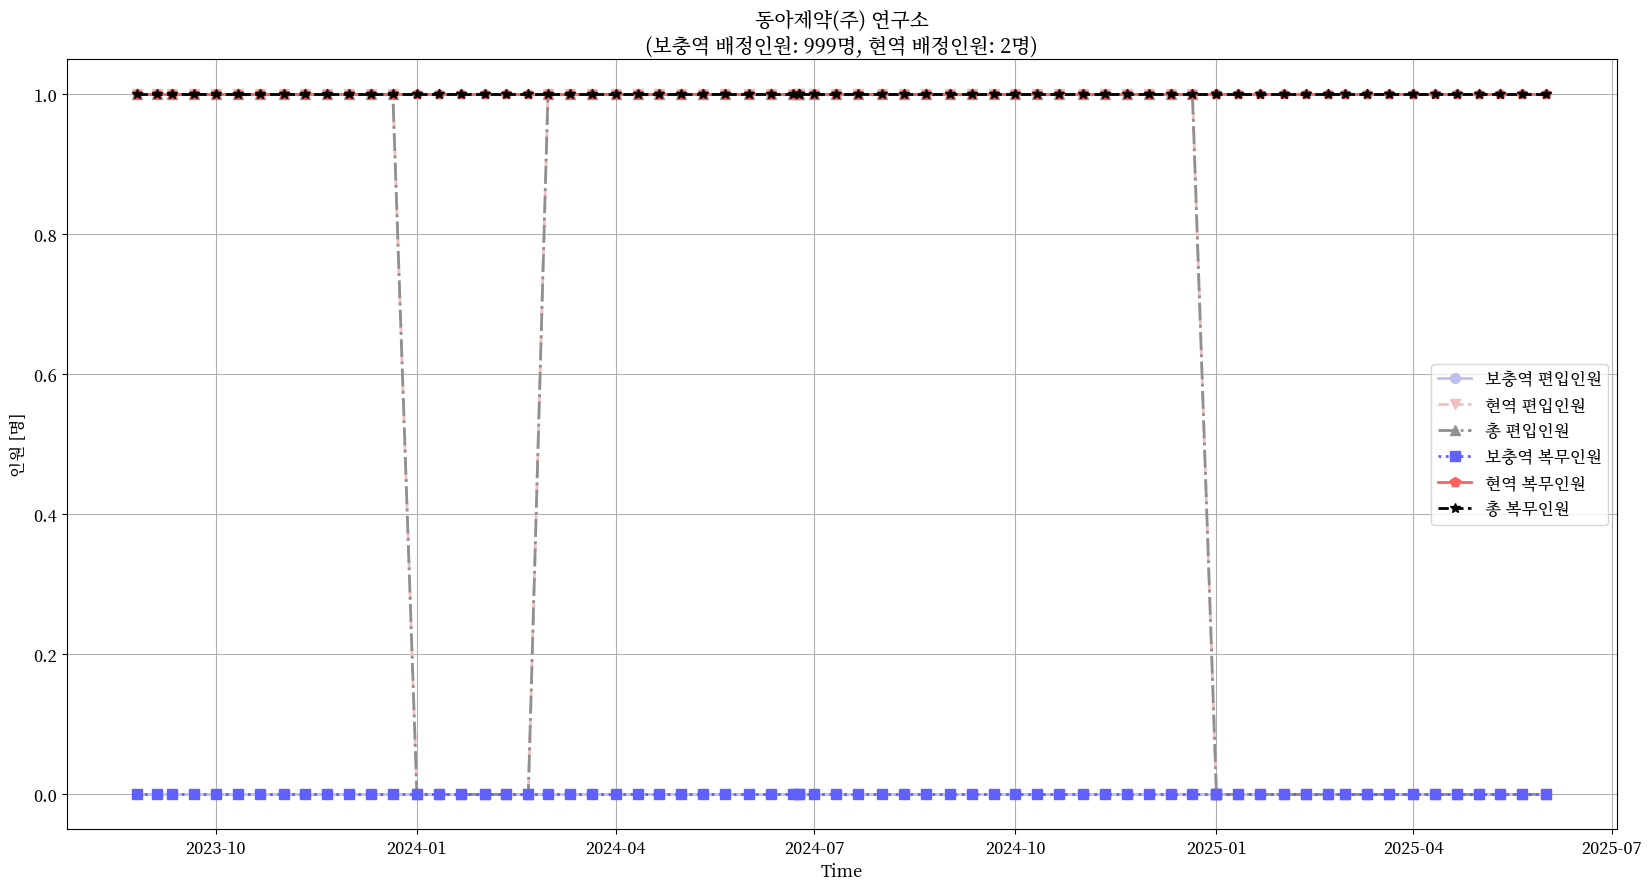 동아제약(주) 연구소
(보충역 배정인원: 999명, 현역 배정인원: 2명)
인원 [명]
1.0
0.8
0.6
0.4
0.2
0.0
보충역 편입인원
현역 편입인원
총 편입인원
보충역 복무인원
현역 복무인원
총 복무인원
2023-10
2024-01
2024-04
2024-07
2024-10
2025-01
2025-04
2025-07
Time